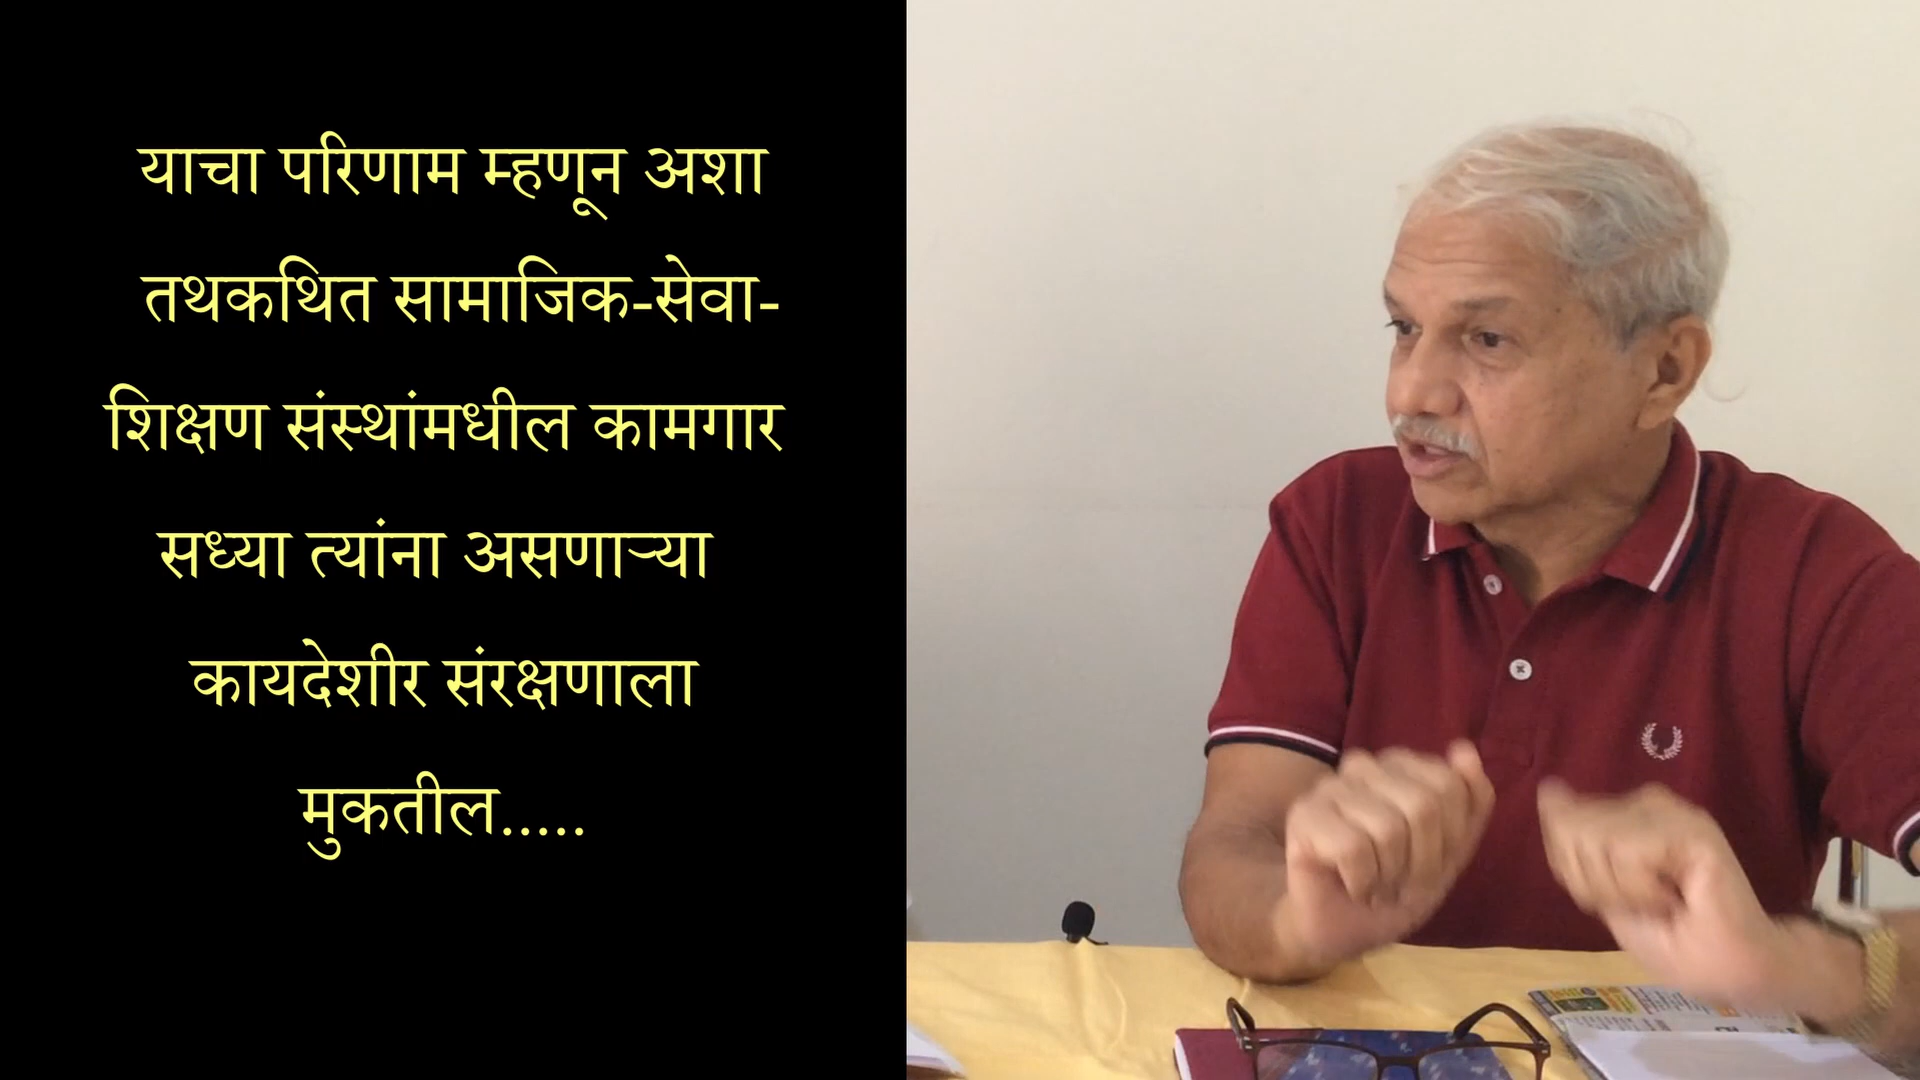 याचा परिणाम म्हणून अशा
तथकथित सामाजिक-सेवा-
शिक्षण संस्थांमधील कामगार
सध्या त्यांना असणाऱ्या
कायदेशीर संरक्षणाला
मुकतील.....